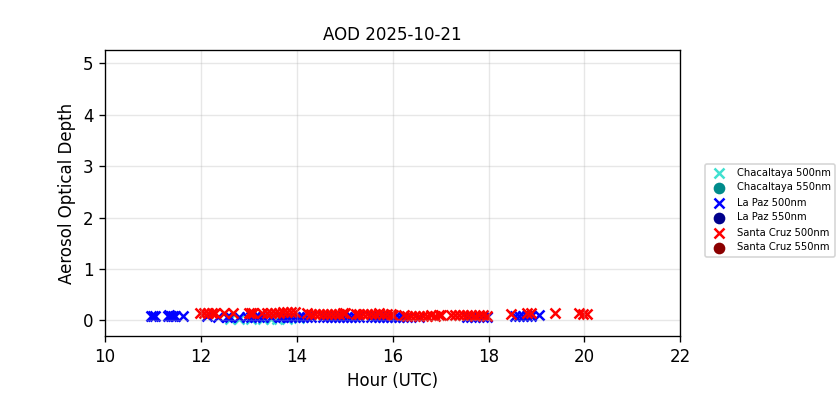 AOD 2025-10-21
Aerosol Optical Depth
5
4
3
2
1
0
10 12 14 16 18 20 22
Hour (UTC)
Chacaltaya 500nm
Chacaltaya 550nm
La Paz 500nm
La Paz 550nm
Santa Cruz 500nm
Santa Cruz 550nm